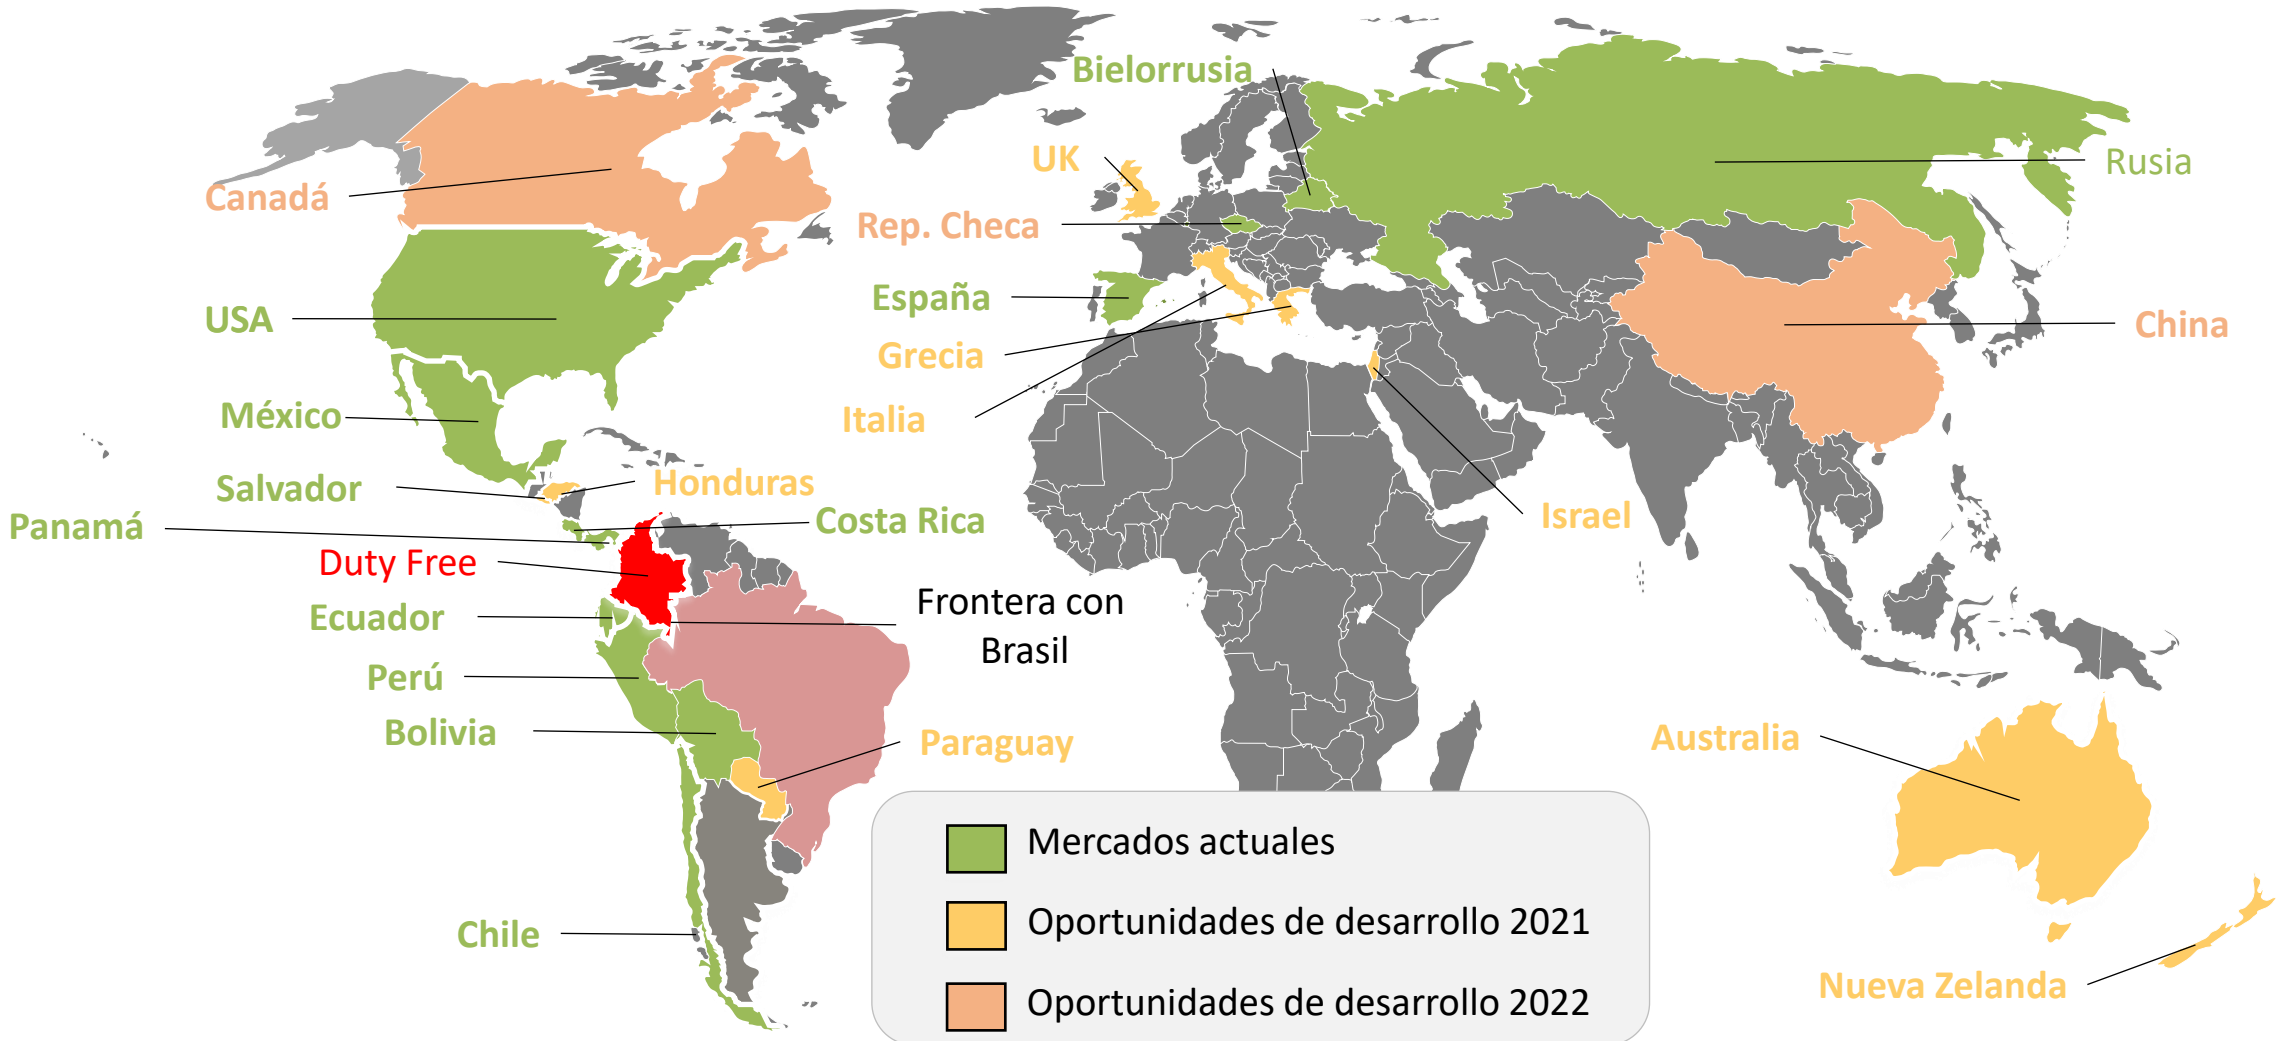 Bielorrusia
UK
Rusia
Canadá
Rep. Checa
España
USA
China
Grecia
México
Italia
Salvador
Honduras
Israel
Panamá
Costa Rica
Duty Free
Ecuador
Frontera con
Brasil
Perú
Bolivia
Paraguay
Australia
Chile
Nueva Zelanda
Mercados actuales
Oportunidades de desarrollo 2021
Oportunidades de desarrollo 2022